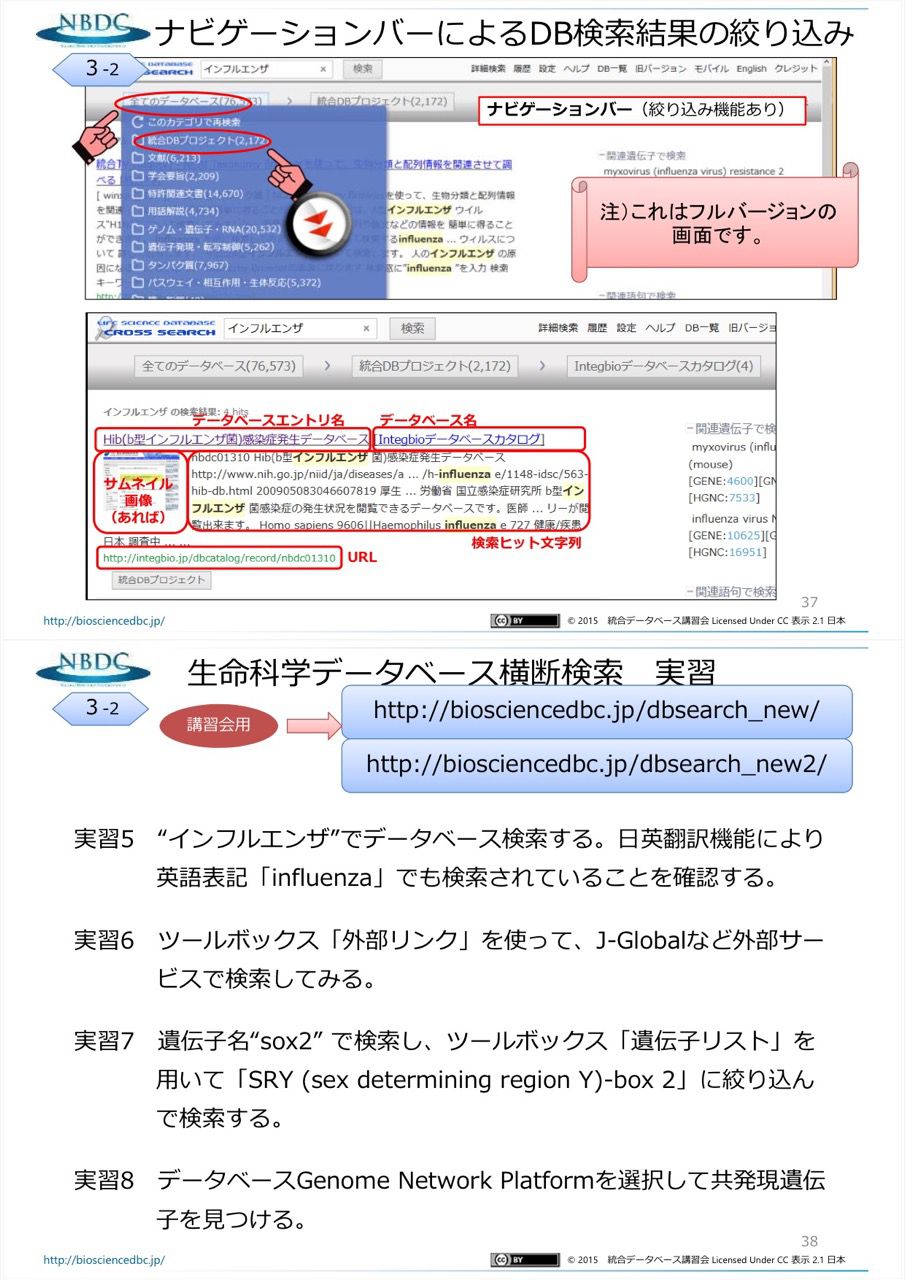 NBDC
ナビゲーションバーによるDB検索結果の絞り込み
3-2
インフルエンザ × 検索 詳細検索 履歴 設定 ヘルプ DB一覧 旧バージョン モバイル English クレジット
全てのデータベース(76,573) 統合DBプロジェクト(2,172)
ナビゲーションバー（絞り込み機能あり）
このカテゴリで再検索
統合DBプロジェクト(2,172)
文献(6,213)
学会要旨(2,209)
特許関連文書(14,670)
用語解説(4,734)
ゲノム・遺伝子・RNA(20,532)
遺伝子発現・転写制御(5,262)
タンパク質(7,967)
パスウェイ・相互作用・生体反応(5,372)
て、生物分類と配列情報を関連させて調
べる
を使って、生物分類と配列情報
インフルエンザ ウイル
などの情報を 簡単に得ること
influenza ... ウィルスにつ
人のインフルエンザ の原
に"influenza "を入力 検索
キーワ
－関連遺伝子で検索
myxovirus (influenza virus) resistance 2
注）これはフルバージョンの
画面です。
－関連語句で検索
LIFE SCIENCE DATABASE
CROSS SEARCH
インフルエンザ × 検索 詳細検索 履歴 設定 ヘルプ DB一覧 旧バージョ
全てのデータベース(76,573) 統合DBプロジェクト(2,172) Integbioデータベースカタログ(4)
インフルエンザ の検索結果: 4 hits
データベースエントリ名 データベース名
Hib(b型インフルエンザ菌)感染症発生データベース [Integbioデータベースカタログ]
サムネイル
画像
（あれば）
nbdc01310 Hib(b型インフルエンザ 菌)感染症発生データベース
http://www.nih.go.jp/niid/ja/diseases/a ... /h-influenza e/1148-idsc/563-
hib-db.html 200905083046607819 厚生 ... 労働省 国立感染症研究所 b型イン
フルエンザ 菌感染症の発生状況を閲覧できるデータベースです。医師 ... リーが閲
覧出来ます。 Homo sapiens 9606||Haemophilus influenza e 727 健康/疾患
検索ヒット文字列
日本 調査中 ... ...
http://integbio.jp/dbcatalog/record/nbdc01310 URL
統合DBプロジェクト
－関連遺伝子で検
myxovirus (influ
(mouse)
[GENE:4600][GN
[HGNC:7533]
influenza virus N
[GENE:10625][G
[HGNC:16951]
－関連語句で検索
37
http://biosciencedbc.jp/ cc BY © 2015 統合データベース講習会 Licensed Under CC 表示 2.1 日本
NBDC
生命科学データベース横断検索 実習
3-2
講習会用
http://biosciencedbc.jp/dbsearch_new/
http://biosciencedbc.jp/dbsearch_new2/
実習5 “インフルエンザ”でデータベース検索する。日英翻訳機能により
英語表記「influenza」でも検索されていることを確認する。
実習6 ツールボックス「外部リンク」を使って、J-Globalなど外部サー
ビスで検索してみる。
実習7 遺伝子名“sox2” で検索し、ツールボックス「遺伝子リスト」を
用いて「SRY (sex determining region Y)-box 2」に絞り込ん
で検索する。
実習8 データベースGenome Network Platformを選択して共発現遺伝
子を見つける。
38
http://biosciencedbc.jp/ cc BY © 2015 統合データベース講習会 Licensed Under CC 表示 2.1 日本